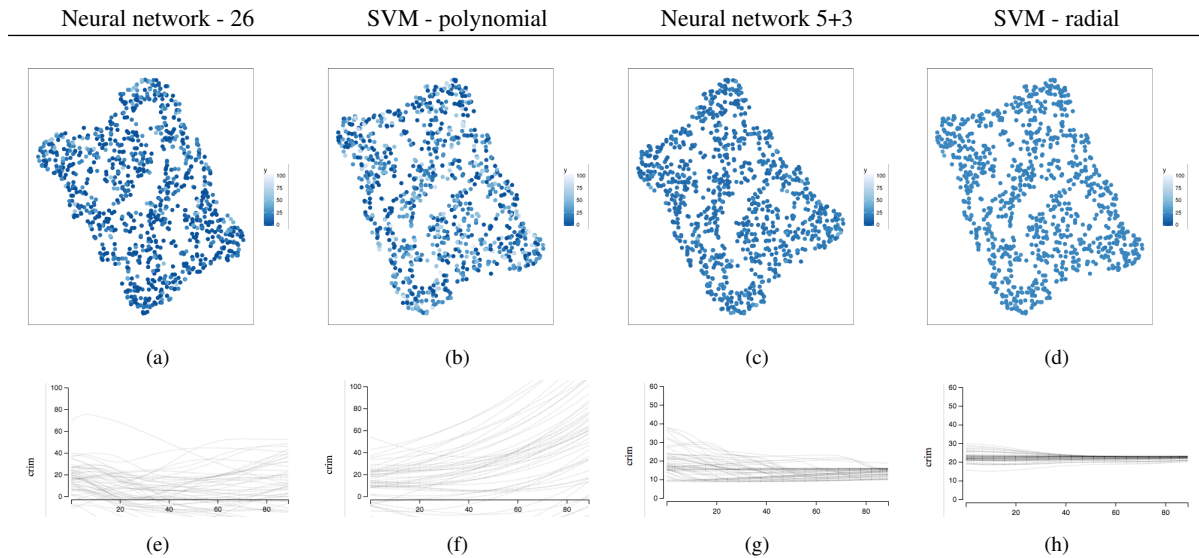 Neural network - 26 SVM - polynomial Neural network 5+3 SVM - radial
y y y y
100 100 100 100
75 75 75 75
50 50 50 50
25 25 25 25
0 0 0 0
(a) (b) (c) (d)
100 100 60 60
80 80 50 50
60 60 40 40
40 40 30 30
20 20 20 20
0 0 10 10
0 0
crim crim crim crim
20 40 60 80 20 40 60 80 20 40 60 80 20 40 60 80
(e) (f) (g) (h)